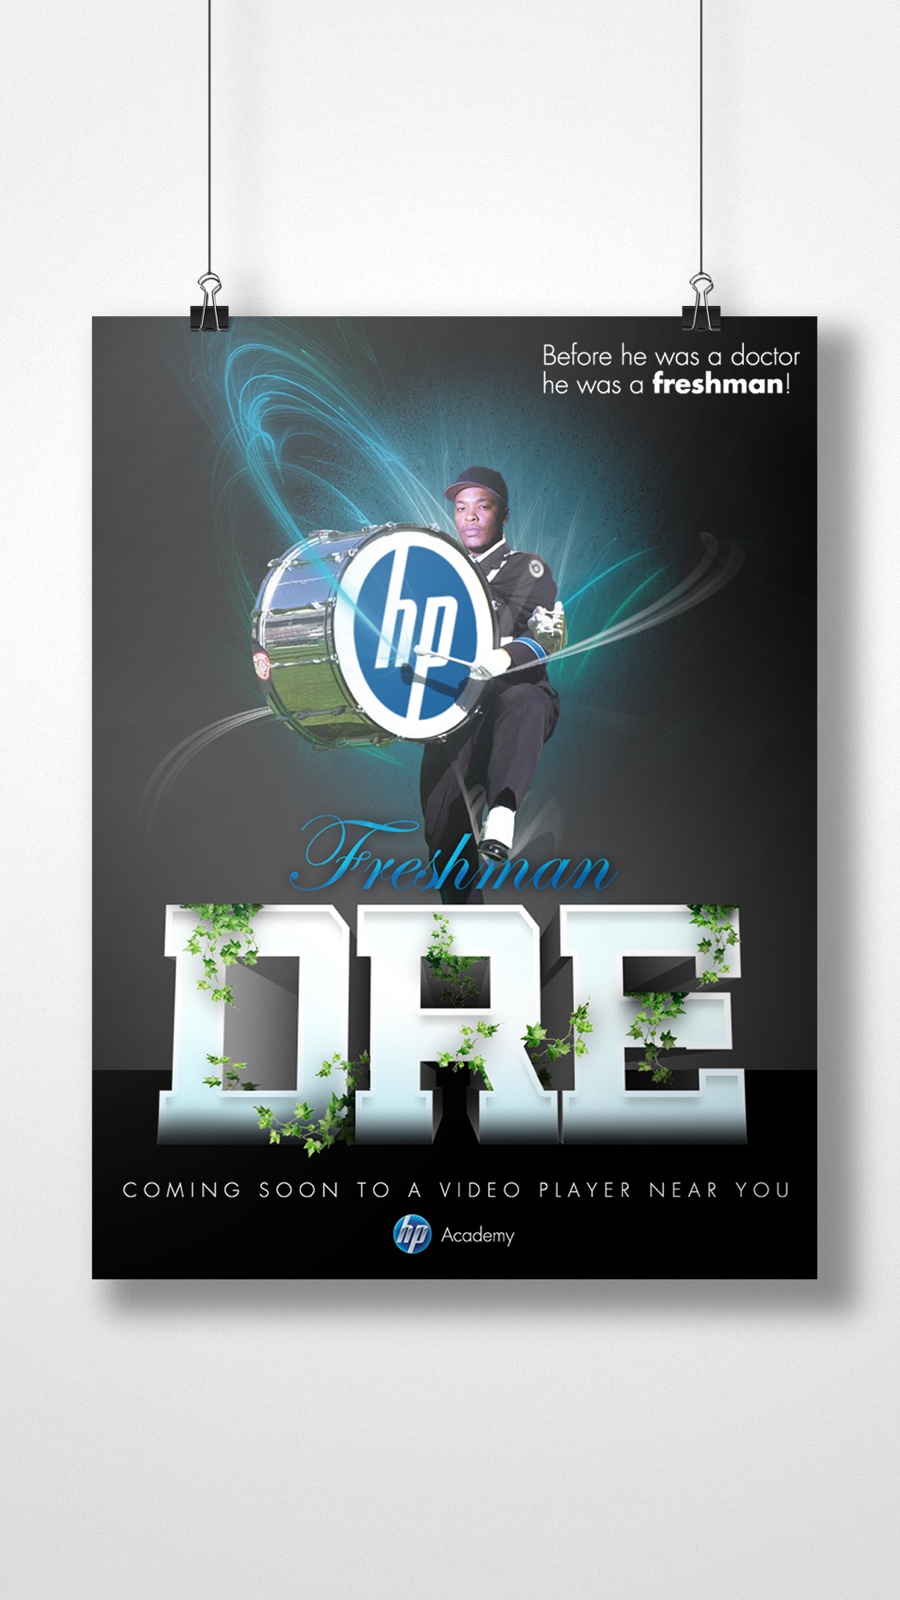 Before he was a doctor
he was a freshman!
hp
Freshman
DRE
COMING SOON TO A VIDEO PLAYER NEAR YOU
hp Academy